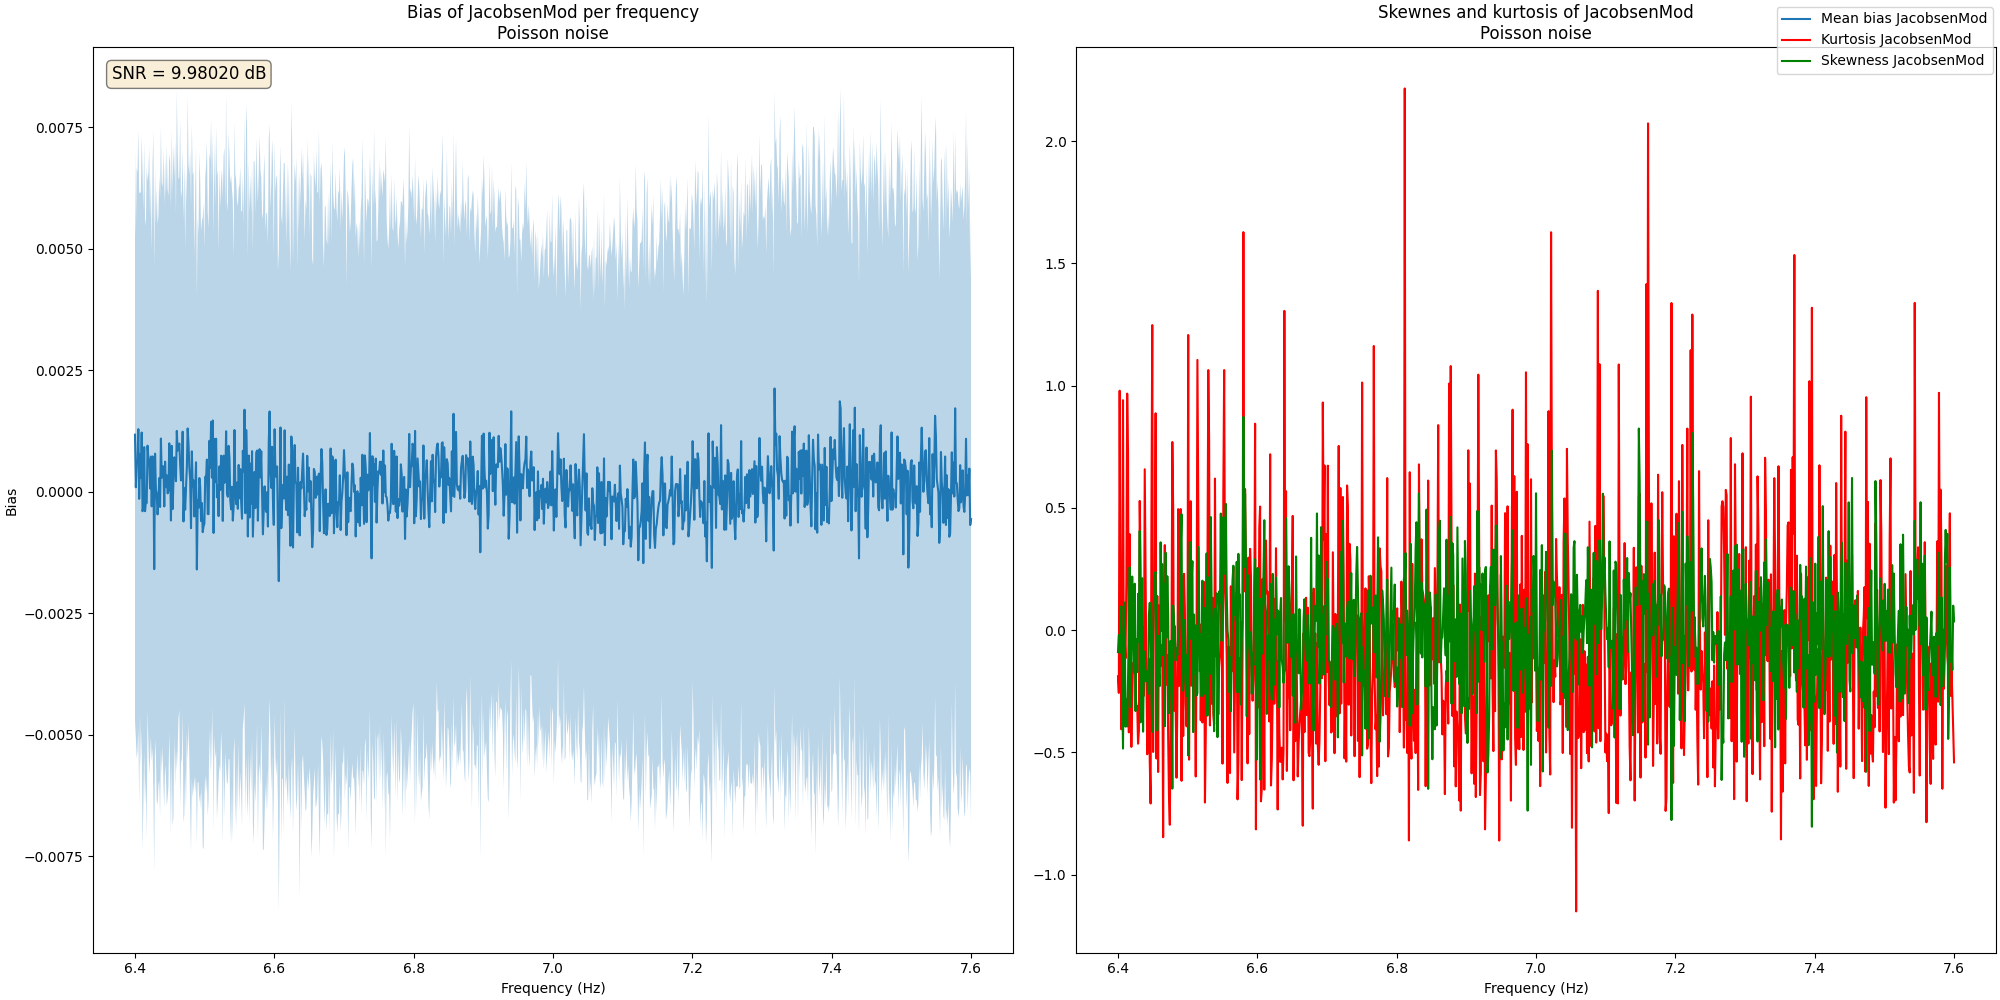 Bias of JacobsenMod per frequency
Poisson noise
SNR = 9.98020 dB
0.0075
0.0050
0.0025
0.0000
−0.0025
−0.0050
−0.0075
Bias
6.4 6.6 6.8 7.0 7.2 7.4 7.6
Frequency (Hz)
Skewnes and kurtosis of JacobsenMod
Poisson noise
Mean bias JacobsenMod
Kurtosis JacobsenMod
Skewness JacobsenMod
2.0
1.5
1.0
0.5
0.0
−0.5
−1.0
6.4 6.6 6.8 7.0 7.2 7.4 7.6
Frequency (Hz)